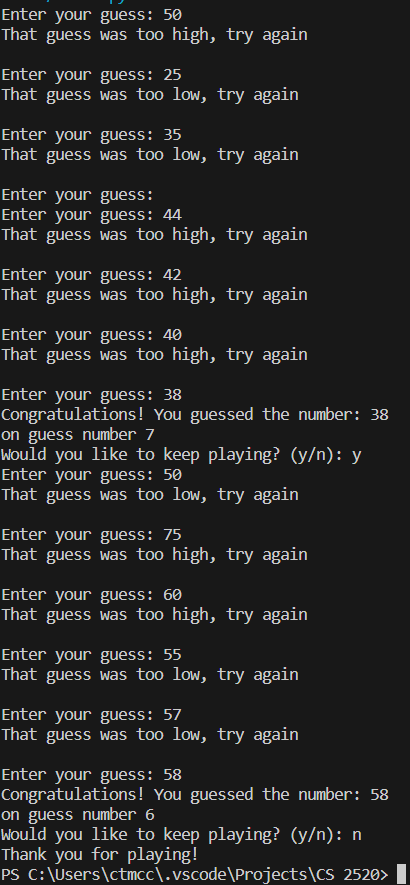 Enter your guess: 50
That guess was too high, try again
Enter your guess: 25
That guess was too low, try again
Enter your guess: 35
That guess was too low, try again
Enter your guess:
Enter your guess: 44
That guess was too high, try again
Enter your guess: 42
That guess was too high, try again
Enter your guess: 40
That guess was too high, try again
Enter your guess: 38
Congratulations! You guessed the number: 38
on guess number 7
Would you like to keep playing? (y/n): y
Enter your guess: 50
That guess was too low, try again
Enter your guess: 75
That guess was too high, try again
Enter your guess: 60
That guess was too high, try again
Enter your guess: 55
That guess was too low, try again
Enter your guess: 57
That guess was too low, try again
Enter your guess: 58
Congratulations! You guessed the number: 58
on guess number 6
Would you like to keep playing? (y/n): n
Thank you for playing!
PS C:\Users\ctmcc\.vscode\Projects\CS 2520>